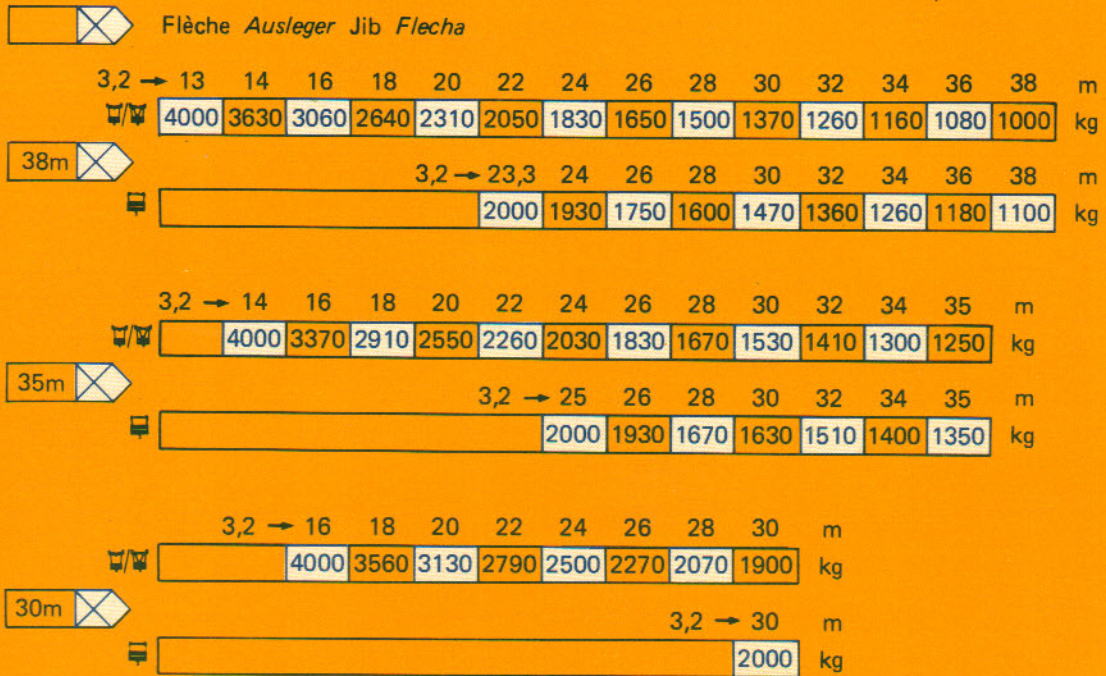 Flèche Ausleger Jib Flecha
3,2 → 13 14 16 18 20 22 24 26 28 30 32 34 36 38 m
4000 3630 3060 2640 2310 2050 1830 1650 1500 1370 1260 1160 1080 1000 kg
38m
3,2 → 23,3 24 26 28 30 32 34 36 38 m
2000 1930 1750 1600 1470 1360 1260 1180 1100 kg
3,2 → 14 16 18 20 22 24 26 28 30 32 34 35 m
4000 3370 2910 2550 2260 2030 1830 1670 1530 1410 1300 1250 kg
35m
3,2 → 25 26 28 30 32 34 35 m
2000 1930 1670 1630 1510 1400 1350 kg
3,2 → 16 18 20 22 24 26 28 30 m
4000 3560 3130 2790 2500 2270 2070 1900 kg
30m
3,2 → 30 m
2000 kg